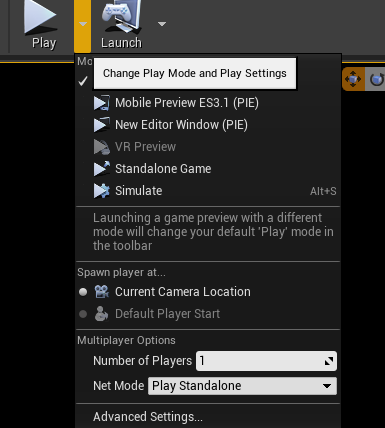 Play
Launch
Mo
Change Play Mode and Play Settings
Mobile Preview ES3.1 (PIE)
New Editor Window (PIE)
VR Preview
Standalone Game
Simulate Alt+S
Launching a game preview with a different
mode will change your default 'Play' mode in
the toolbar
Spawn player at...
Current Camera Location
Default Player Start
Multiplayer Options
Number of Players 1
Net Mode Play Standalone
Advanced Settings...